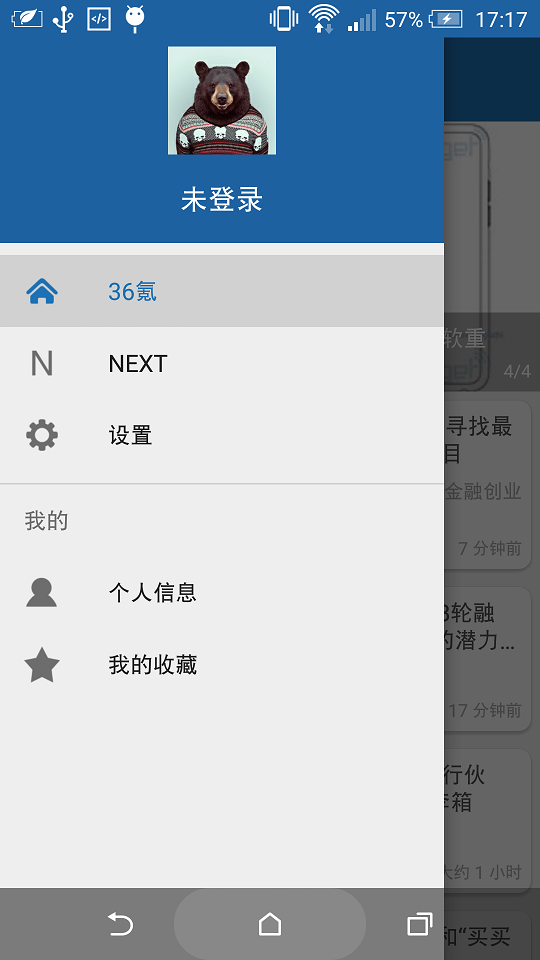 57% 17:17
未登录
36氪
N NEXT
设置
我的
个人信息
我的收藏
软重
4/4
寻找最
目
金融创业
7 分钟前
3轮融
的潜力...
17 分钟前
行伙
箱
大约 1 小时
和“买买